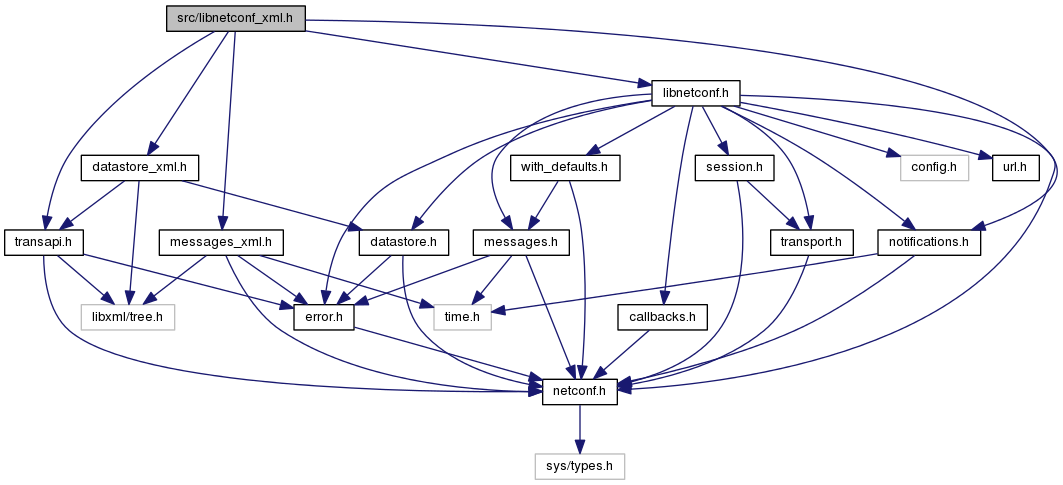 src/libnetconf_xml.h
libnetconf.h
datastore_xml.h
with_defaults.h
session.h
config.h
url.h
transapi.h
messages_xml.h
datastore.h
messages.h
transport.h
notifications.h
libxml/tree.h
error.h
time.h
callbacks.h
netconf.h
sys/types.h